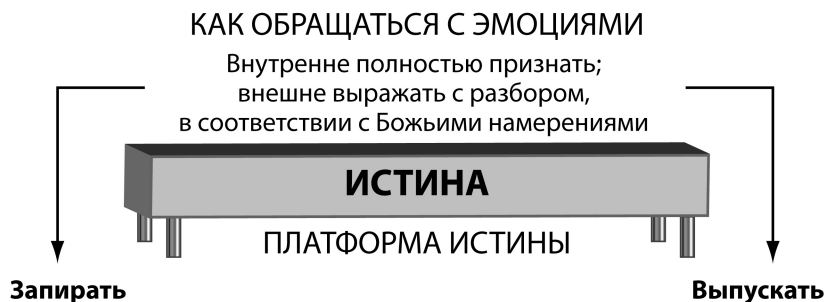 КАК ОБРАЩАТЬСЯ С ЭМОЦИЯМИ
Внутренне полностью признать;
внешне выражать с разбором,
в соответствии с Божьими намерениями
ИСТИНА
ПЛАТФОРМА ИСТИНЫ
Запирать
Выпускать